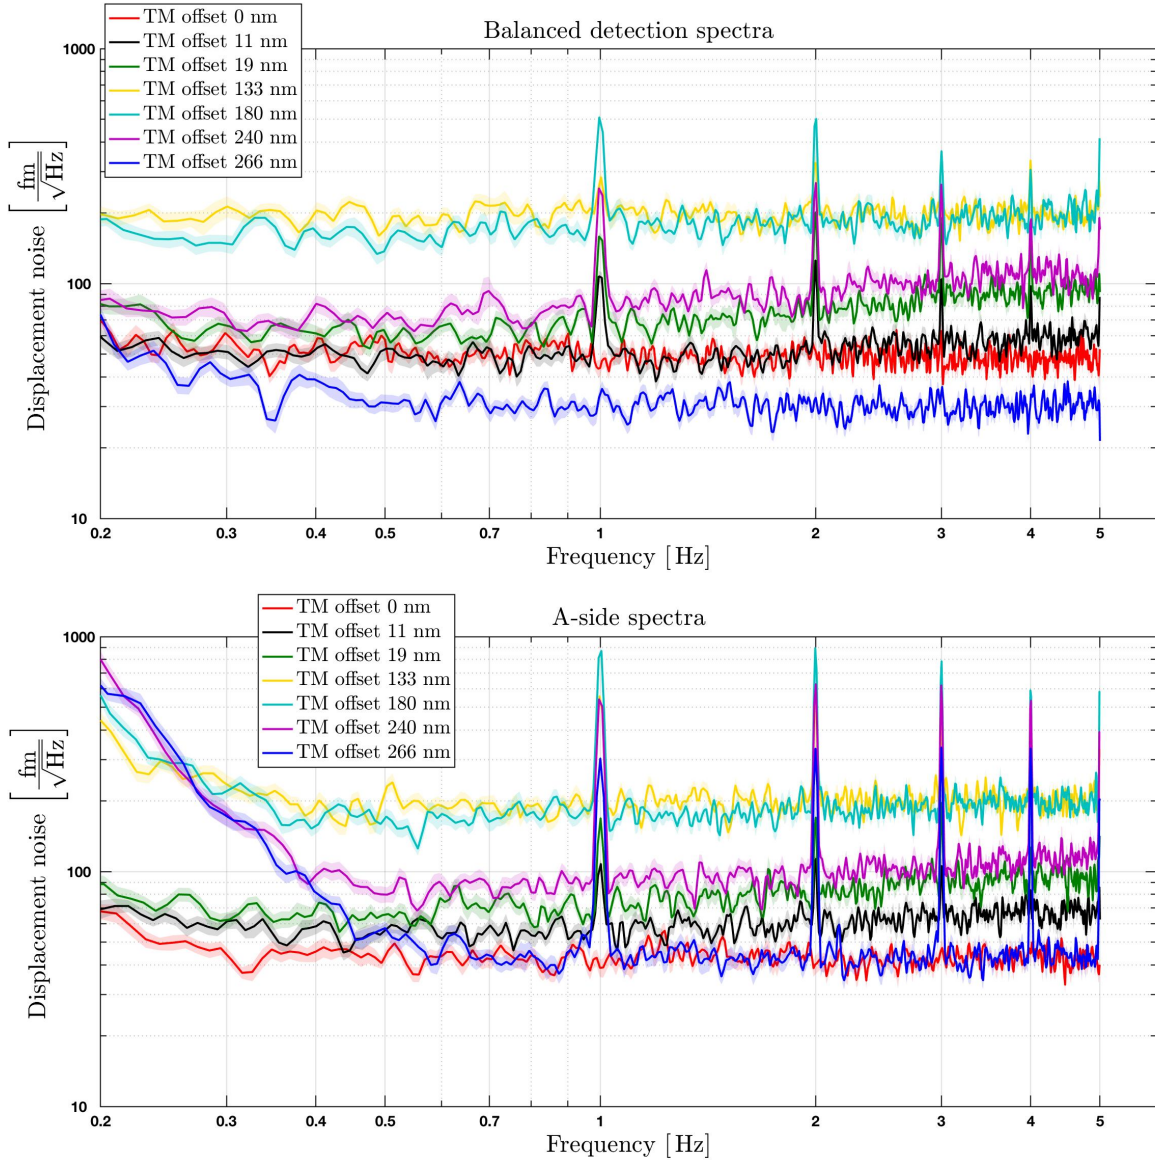 Balanced detection spectra
TM offset 0 nm
TM offset 11 nm
TM offset 19 nm
TM offset 133 nm
TM offset 180 nm
TM offset 240 nm
TM offset 266 nm
1000
100
10
Displacement noise [fm/√Hz]
0.2 0.3 0.4 0.5 0.7 1 2 3 4 5
Frequency [Hz]
A-side spectra
TM offset 0 nm
TM offset 11 nm
TM offset 19 nm
TM offset 133 nm
TM offset 180 nm
TM offset 240 nm
TM offset 266 nm
1000
100
10
Displacement noise [fm/√Hz]
0.2 0.3 0.4 0.5 0.7 1 2 3 4 5
Frequency [Hz]